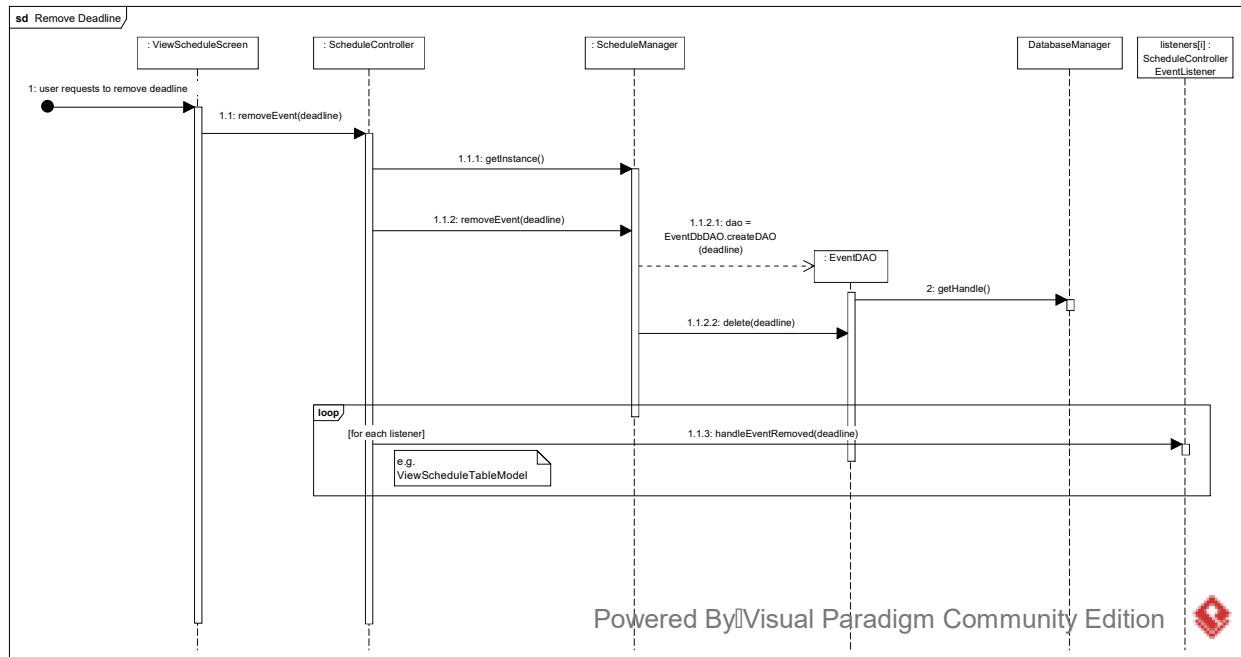 sd Remove Deadline
: ViewScheduleScreen
: ScheduleController
: ScheduleManager
DatabaseManager
listeners[i] :
ScheduleController
EventListener
1: user requests to remove deadline
1.1: removeEvent(deadline)
1.1.1: getInstance()
1.1.2: removeEvent(deadline)
1.1.2.1: dao =
EventDbDAO.createDAO
(deadline)
: EventDAO
2: getHandle()
1.1.2.2: delete(deadline)
loop
[for each listener]
1.1.3: handleEventRemoved(deadline)
e.g.
ViewScheduleTableModel
Powered By Visual Paradigm Community Edition